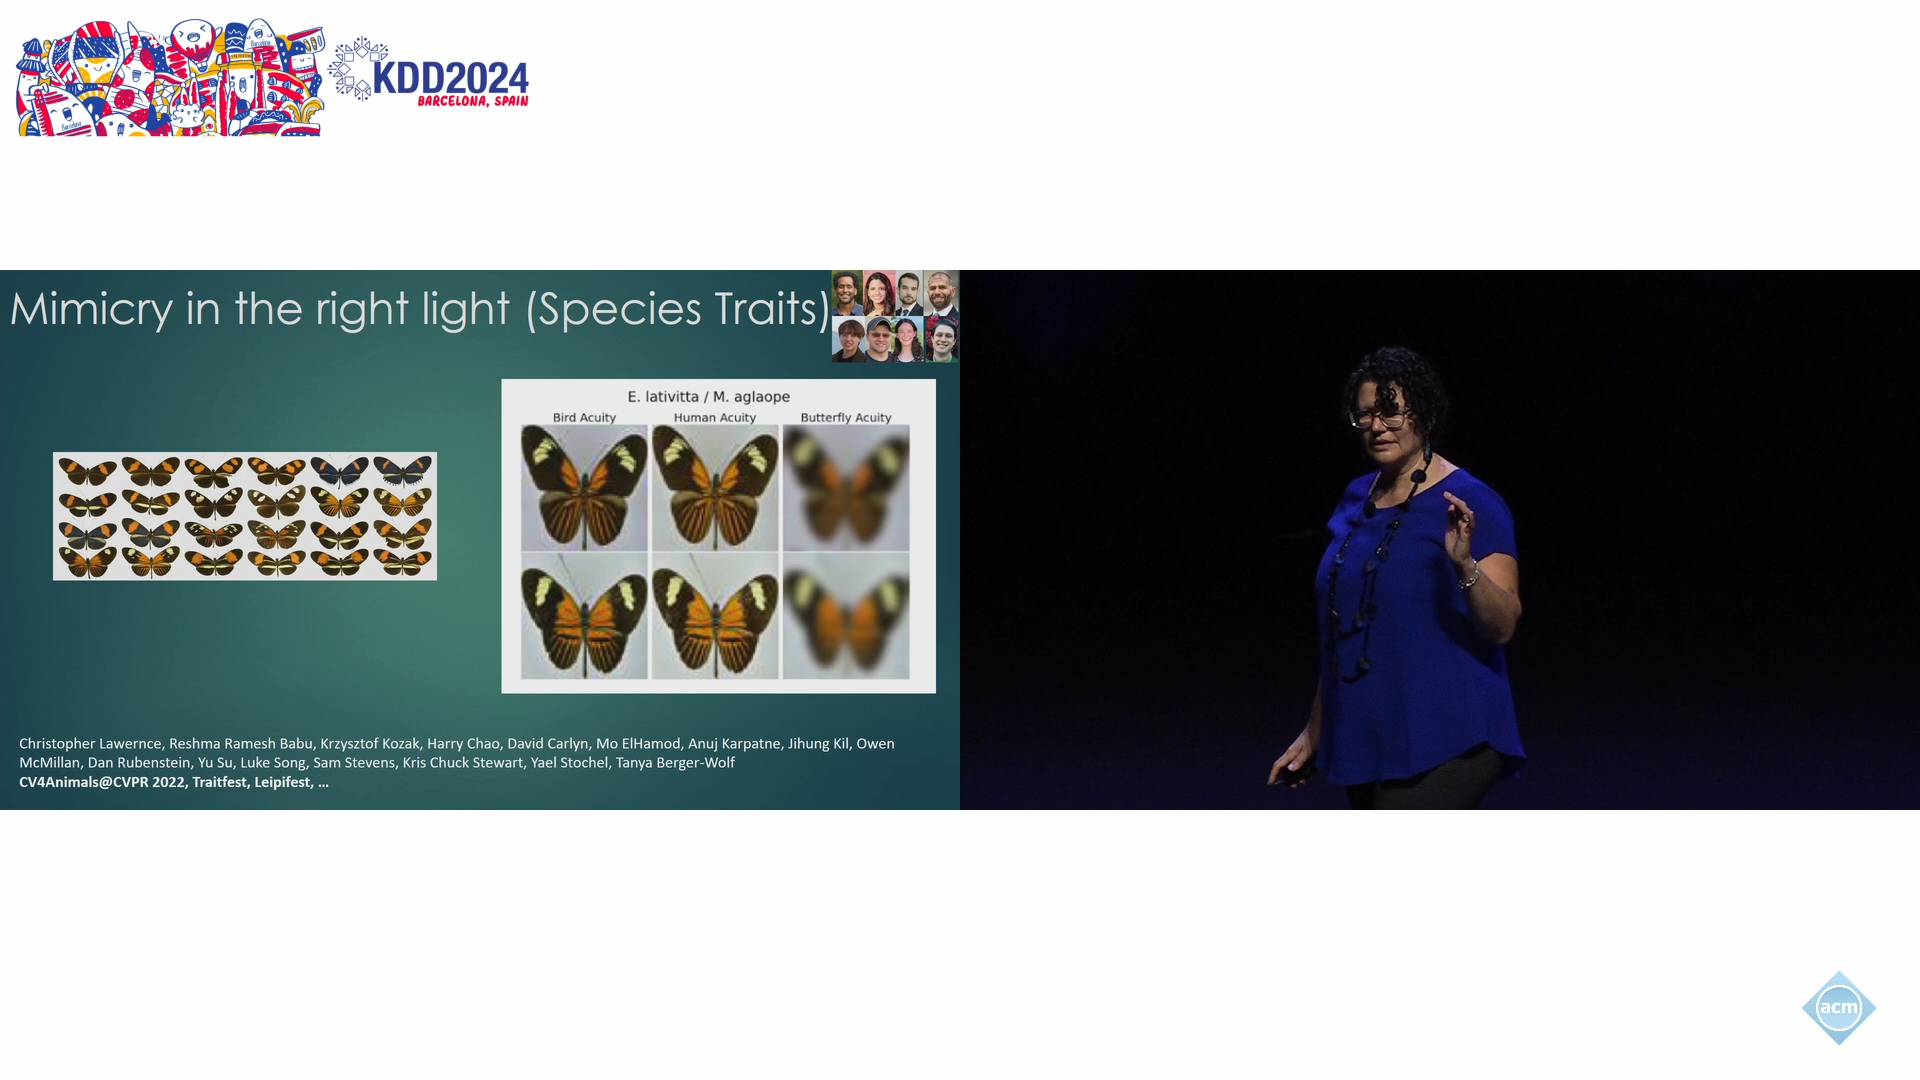 KDD2024
BARCELONA, SPAIN
Mimicry in the right light (Species Traits)
E. lativitta / M. aglaope
Bird Acuity
Human Acuity
Butterfly Acuity
Christopher Lawernce, Reshma Ramesh Babu, Krzysztof Kozak, Harry Chao, David Carlyn, Mo ElHamod, Anuj Karpatne, Jihung Kil, Owen
McMillan, Dan Rubenstein, Yu Su, Luke Song, Sam Stevens, Kris Chuck Stewart, Yael Stochel, Tanya Berger-Wolf
CV4Animals@CVPR 2022, Traitfest, Leipifest, ...
acm